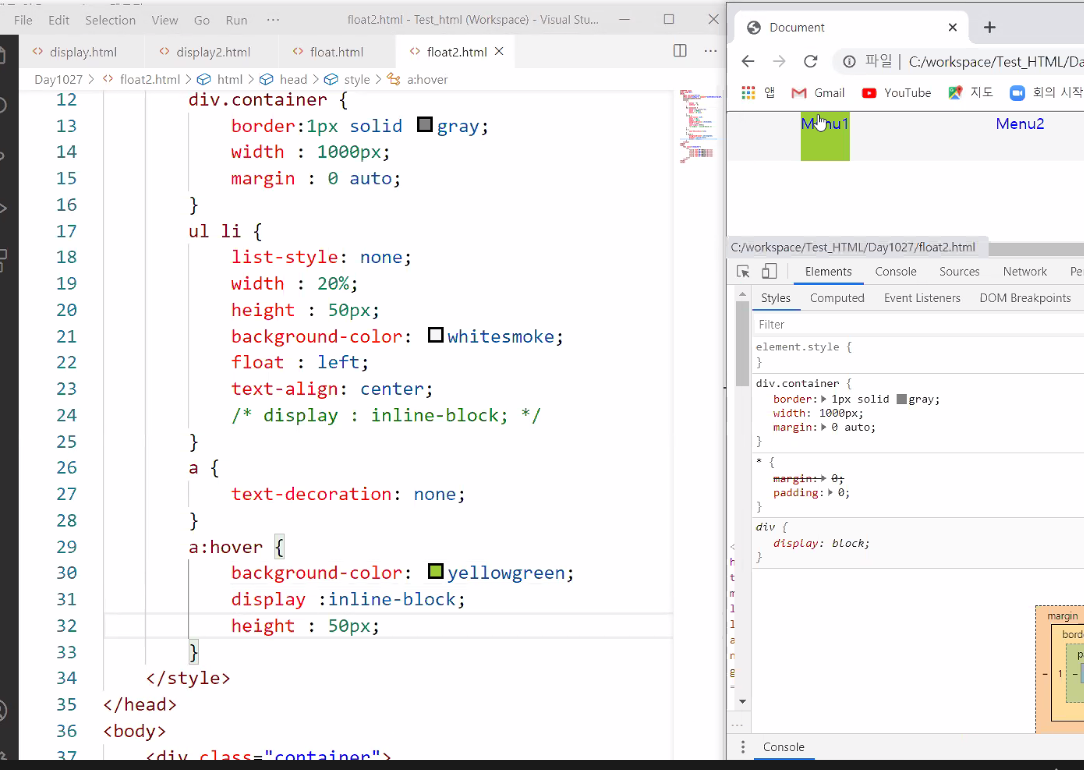 File Edit Selection View Go Run ··· float2.html - Test_html (Workspace) - Visual Stu...
display.html display2.html float.html float2.html
Day1027 > float2.html > html > head > style > a:hover
12 div.container {
13 border:1px solid gray;
14 width : 1000px;
15 margin : 0 auto;
16 }
17 ul li {
18 list-style: none;
19 width : 20%;
20 height : 50px;
21 background-color: whitesmoke;
22 float : left;
23 text-align: center;
24 /* display : inline-block; */
25 }
26 a {
27 text-decoration: none;
28 }
29 a:hover {
30 background-color: yellowgreen;
31 display :inline-block;
32 height : 50px;
33 }
34 </style>
35 </head>
36 <body>
37 <div class="container">
Document
파일 | C:/workspace/Test_HTML/Da
앱 Gmail YouTube 지도 회의 시작
Menu1 Menu2
C:/workspace/Test_HTML/Day1027/float2.html
Elements Console Sources Network Pe
Styles Computed Event Listeners DOM Breakpoints
Filter
element.style {
}
div.container {
border: 1px solid gray;
width: 1000px;
margin: 0 auto;
}
* {
margin: 0;
padding: 0;
}
div {
display: block;
}
margin
borde
p
- 1 -
Console